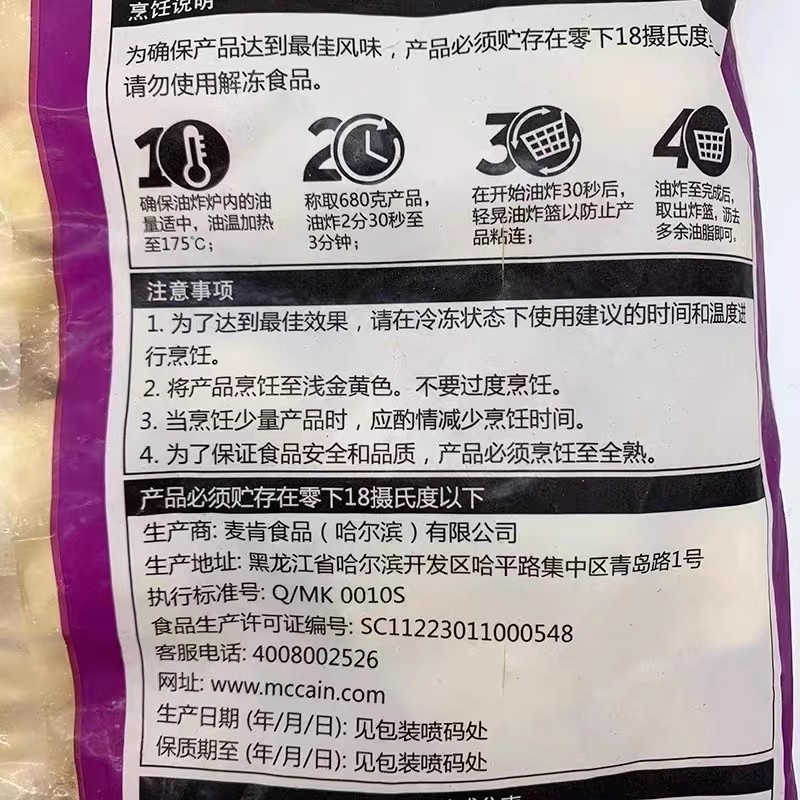 烹饪说明
为确保产品达到最佳风味，产品必须贮存在零下18摄氏度
请勿使用解冻食品。
1
确保油炸炉内的油
量适中，油温加热
至175℃；
2
称取680克产品，
油炸2分30秒至
3分钟；
3
在开始油炸30秒后，
轻晃油炸篮以防止产
品粘连；
4
油炸至完成后，
取出炸篮，沥去
多余油脂即可。
注意事项
1. 为了达到最佳效果，请在冷冻状态下使用建议的时间和温度进
行烹饪。
2. 将产品烹饪至浅金黄色。不要过度烹饪。
3. 当烹饪少量产品时，应酌情减少烹饪时间。
4. 为了保证食品安全和品质，产品必须烹饪至全熟。
产品必须贮存在零下18摄氏度以下
生产商: 麦肯食品（哈尔滨）有限公司
生产地址: 黑龙江省哈尔滨开发区哈平路集中区青岛路1号
执行标准号: Q/MK 0010S
食品生产许可证编号: SC11223011000548
客服电话: 4008002526
网址: www.mccain.com
生产日期 (年/月/日): 见包装喷码处
保质期至 (年/月/日): 见包装喷码处